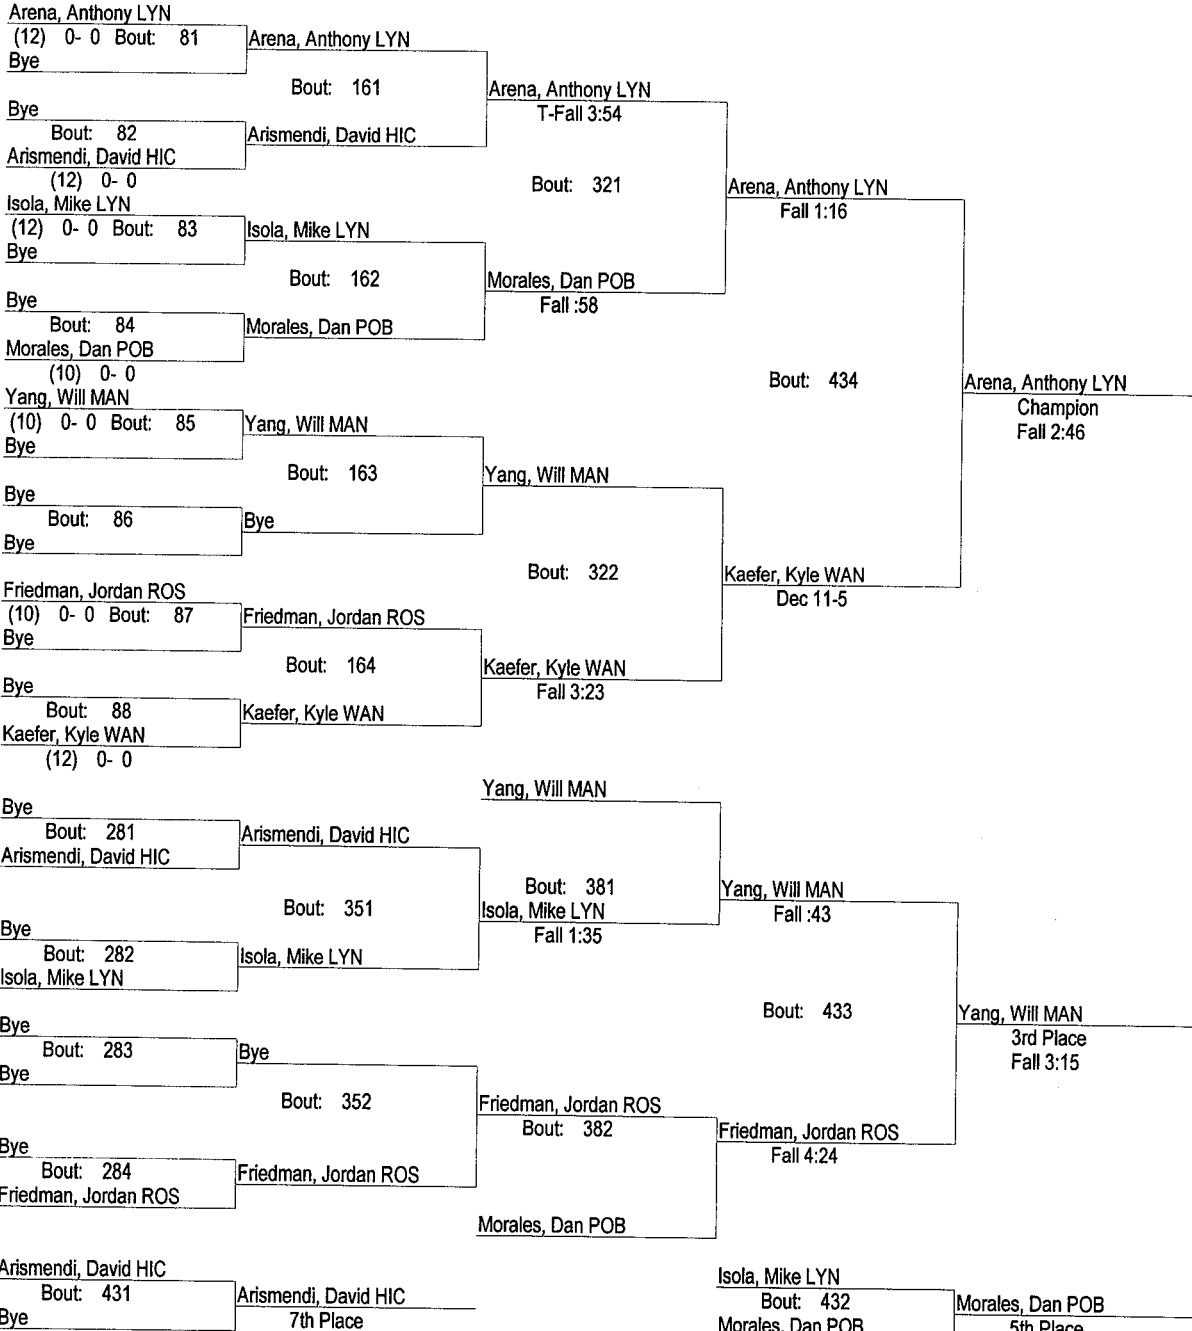 Arena, Anthony LYN
(12) 0- 0 Bout: 81
Bye
Arena, Anthony LYN
Bout: 161
Bye
Bout: 82
Arismendi, David HIC
(12) 0- 0
Arismendi, David HIC
Arena, Anthony LYN
T-Fall 3:54
Isola, Mike LYN
(12) 0- 0 Bout: 83
Bye
Isola, Mike LYN
Bout: 162
Bye
Bout: 84
Morales, Dan POB
(10) 0- 0
Morales, Dan POB
Morales, Dan POB
Fall :58
Bout: 321
Arena, Anthony LYN
Fall 1:16
Yang, Will MAN
(10) 0- 0 Bout: 85
Bye
Yang, Will MAN
Bout: 163
Bye
Bout: 86
Bye
Bye
Yang, Will MAN
Friedman, Jordan ROS
(10) 0- 0 Bout: 87
Bye
Friedman, Jordan ROS
Bout: 164
Bye
Bout: 88
Kaefer, Kyle WAN
(12) 0- 0
Kaefer, Kyle WAN
Kaefer, Kyle WAN
Fall 3:23
Bout: 322
Kaefer, Kyle WAN
Dec 11-5
Bout: 434
Arena, Anthony LYN
Champion
Fall 2:46
Bye
Bout: 281
Arismendi, David HIC
Arismendi, David HIC
Bout: 351
Bye
Bout: 282
Isola, Mike LYN
Isola, Mike LYN
Yang, Will MAN
Bout: 381
Isola, Mike LYN
Fall 1:35
Yang, Will MAN
Fall :43
Bye
Bout: 283
Bye
Bye
Bout: 352
Bye
Bout: 284
Friedman, Jordan ROS
Friedman, Jordan ROS
Friedman, Jordan ROS
Bout: 382
Morales, Dan POB
Friedman, Jordan ROS
Fall 4:24
Bout: 433
Yang, Will MAN
3rd Place
Fall 3:15
Arismendi, David HIC
Bout: 431
Bye
Arismendi, David HIC
7th Place
Isola, Mike LYN
Bout: 432
Morales, Dan POB
Morales, Dan POB
5th Place